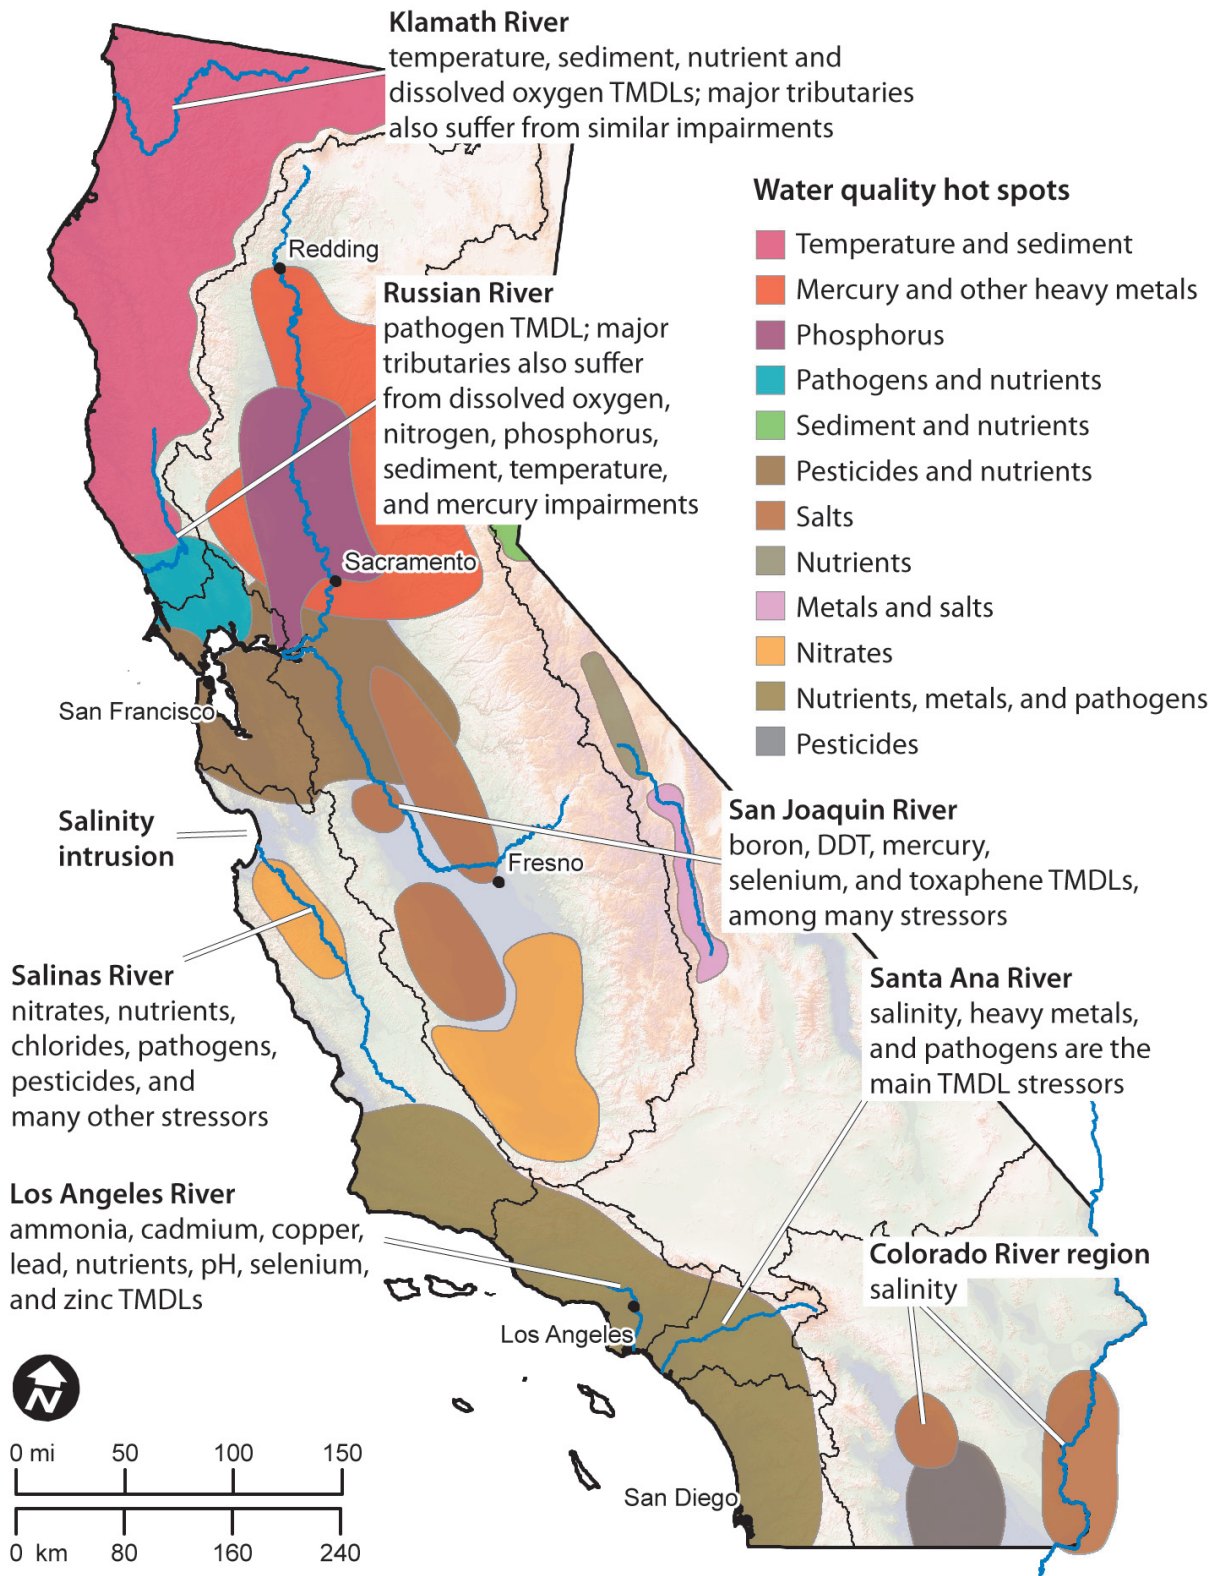 Klamath River
temperature, sediment, nutrient and
dissolved oxygen TMDLs; major tributaries
also suffer from similar impairments
Water quality hot spots
Temperature and sediment
Mercury and other heavy metals
Phosphorus
Pathogens and nutrients
Sediment and nutrients
Pesticides and nutrients
Salts
Nutrients
Metals and salts
Nitrates
Nutrients, metals, and pathogens
Pesticides
Redding
Russian River
pathogen TMDL; major
tributaries also suffer
from dissolved oxygen,
nitrogen, phosphorus,
sediment, temperature,
and mercury impairments
Sacramento
San Francisco
Salinity
intrusion
San Joaquin River
boron, DDT, mercury,
selenium, and toxaphene TMDLs,
among many stressors
Fresno
Salinas River
nitrates, nutrients,
chlorides, pathogens,
pesticides, and
many other stressors
Santa Ana River
salinity, heavy metals,
and pathogens are the
main TMDL stressors
Los Angeles River
ammonia, cadmium, copper,
lead, nutrients, pH, selenium,
and zinc TMDLs
Colorado River region
salinity
Los Angeles
San Diego
N
0 mi 50 100 150
0 km 80 160 240